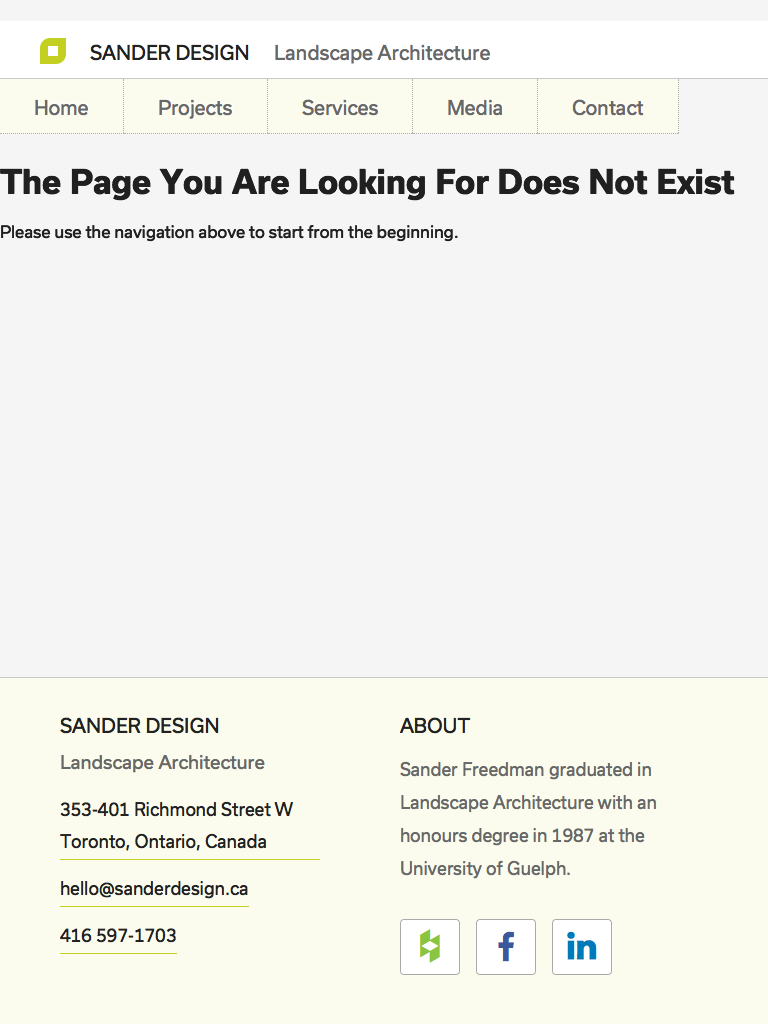 SANDER DESIGN Landscape Architecture
Home Projects Services Media Contact
The Page You Are Looking For Does Not Exist
Please use the navigation above to start from the beginning.
SANDER DESIGN
Landscape Architecture
353-401 Richmond Street W
Toronto, Ontario, Canada
hello@sanderdesign.ca
416 597-1703
ABOUT
Sander Freedman graduated in
Landscape Architecture with an
honours degree in 1987 at the
University of Guelph.
f
in